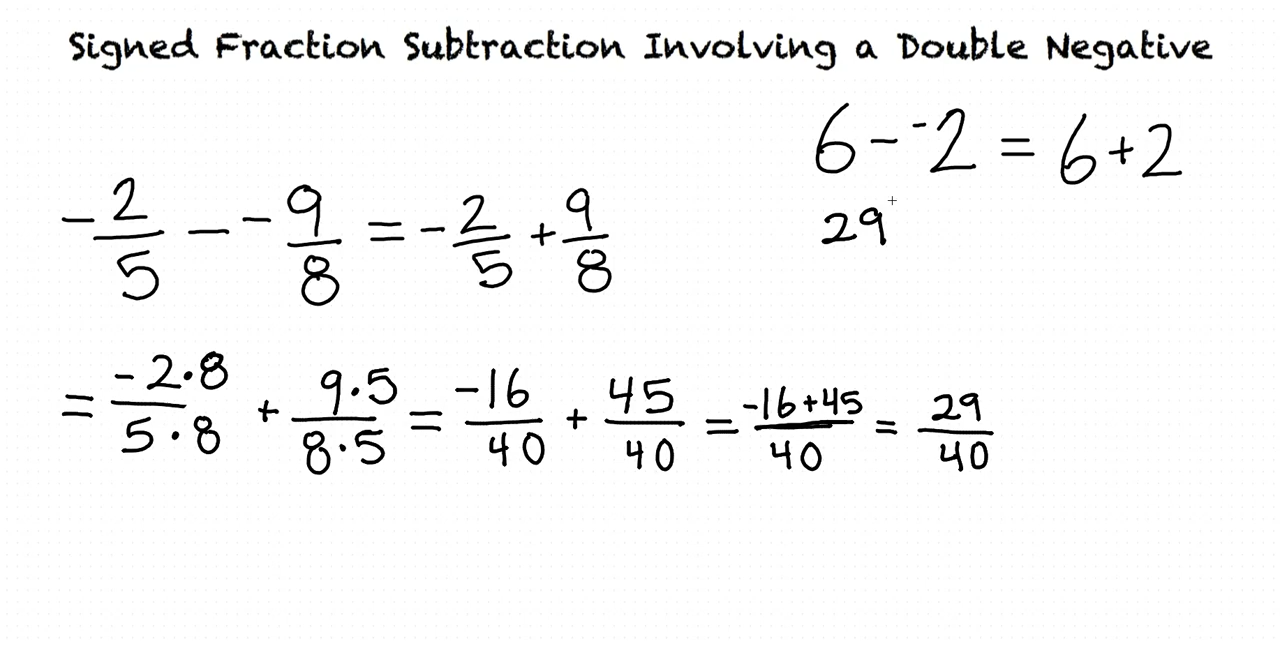 Signed Fraction Subtraction Involving a Double Negative
6 - -2 = 6 + 2
29
-2/5 - -9/8 = -2/5 + 9/8
= -2·8/5·8 + 9·5/8·5 = -16/40 + 45/40 = -16+45/40 = 29/40